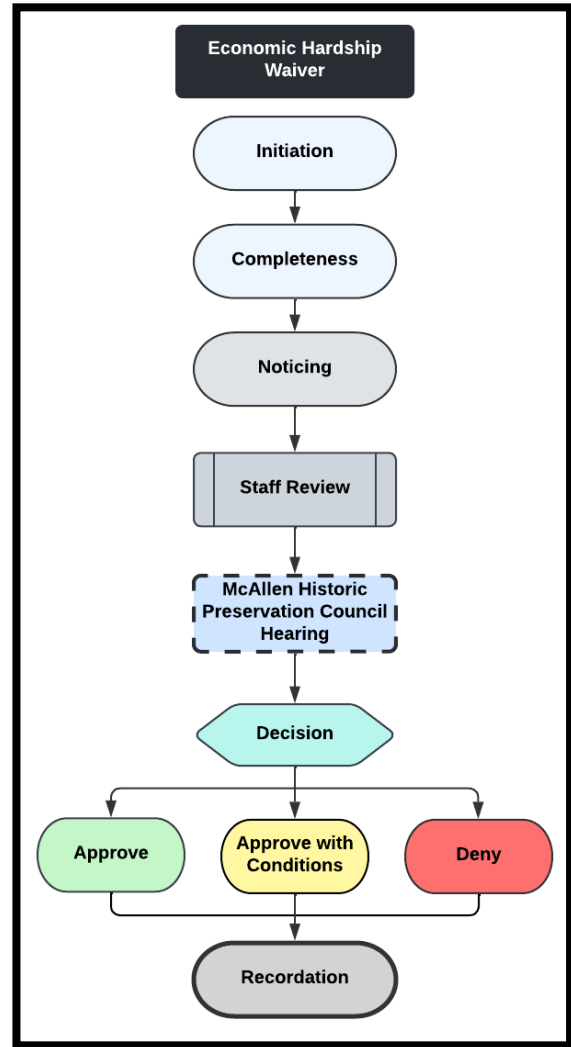 Economic Hardship
Waiver
Initiation
Completeness
Noticing
Staff Review
McAllen Historic
Preservation Council
Hearing
Decision
Approve
Approve with
Conditions
Deny
Recordation